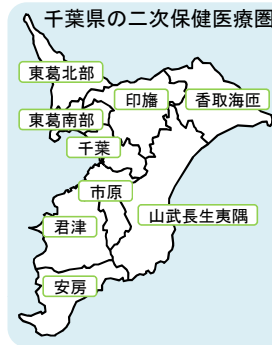 千葉県の二次保健医療圏
東葛北部
印旛
香取海匝
東葛南部
千葉
市原
山武長生夷隅
君津
安房